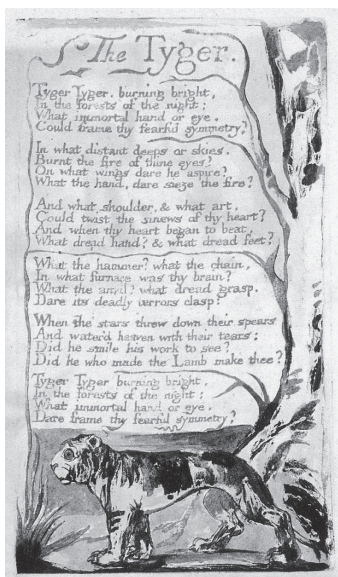 The Tyger.
Tyger Tyger. burning bright,
In the forests of the night;
What immortal hand or eye.
Could frame thy fearful symmetry?
In what distant deeps or skies.
Burnt the fire of thine eyes?
On what wings dare he aspire?
What the hand, dare sieze the fire?
And what shoulder, & what art,
Could twist the sinews of thy heart?
And when thy heart began to beat,
What dread hand? & what dread feet?
What the hammer? what the chain,
In what furnace was thy brain?
What the anvil? what dread grasp.
Dare its deadly terrors clasp?
When the stars threw down their spears
And water'd heaven with their tears:
Did he smile his work to see?
Did he who made the Lamb make thee?
Tyger Tyger burning bright,
In the forests of the night:
What immortal hand or eye.
Dare frame thy fearful symmetry?